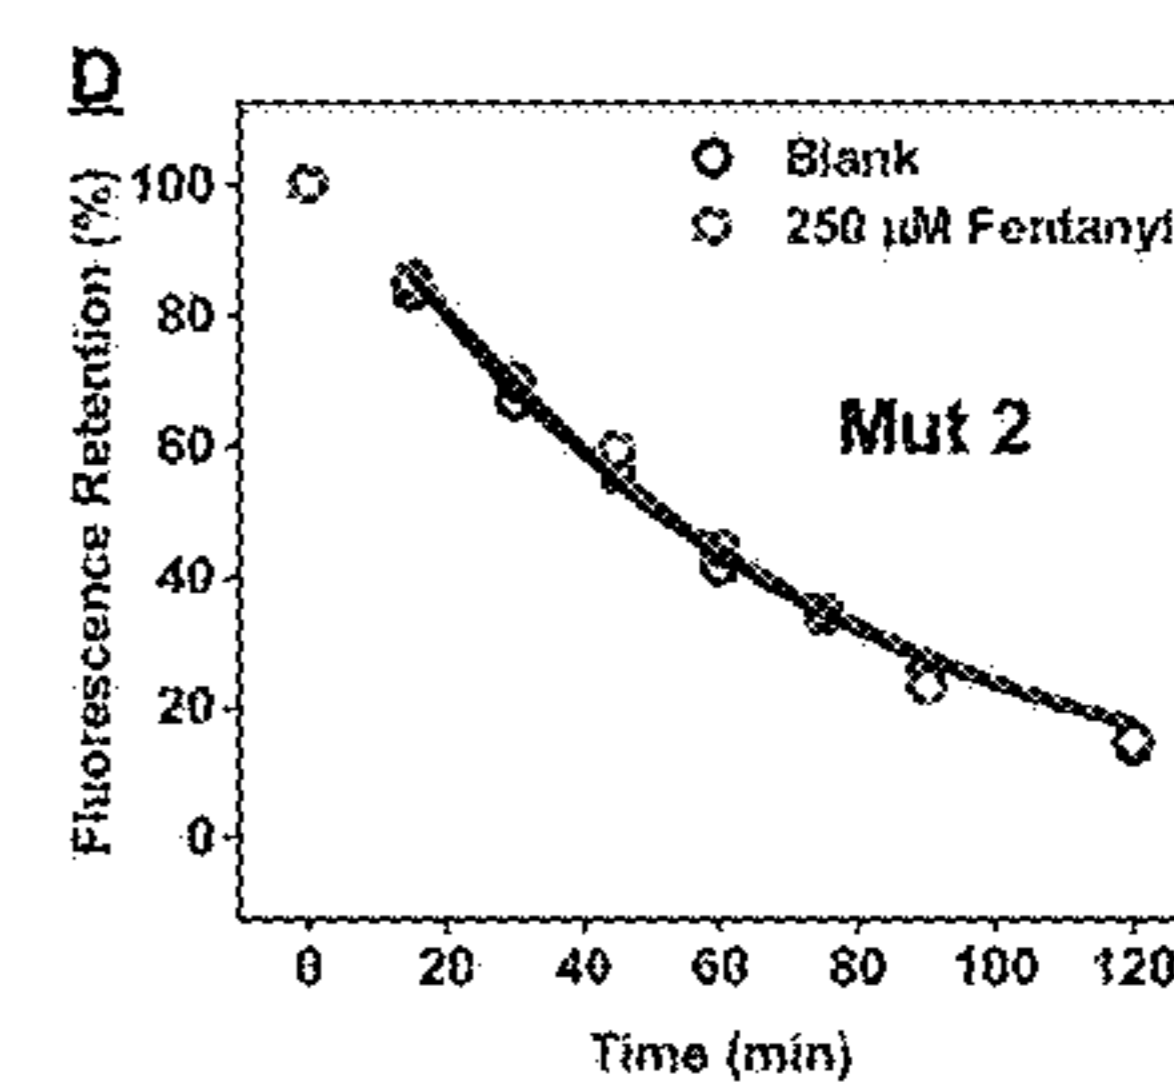 D
Blank
250 µM Fentanyl
Mut 2
Fluorescence Retention (%)
100
80
60
40
20
0
0 20 40 60 80 100 120
Time (min)